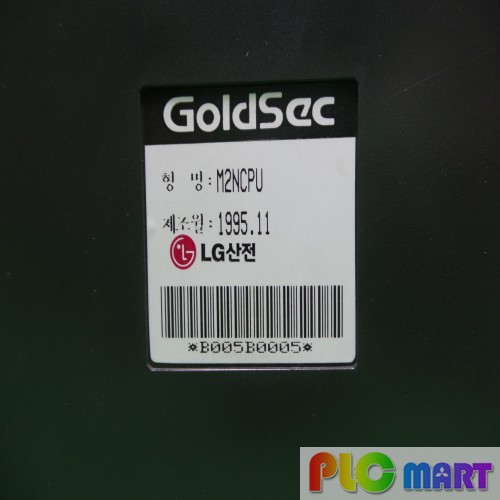 GoldSec
형 명: M2NCPU
제조월: 1995.11
LG산전
*B005B0005*
PLC MART